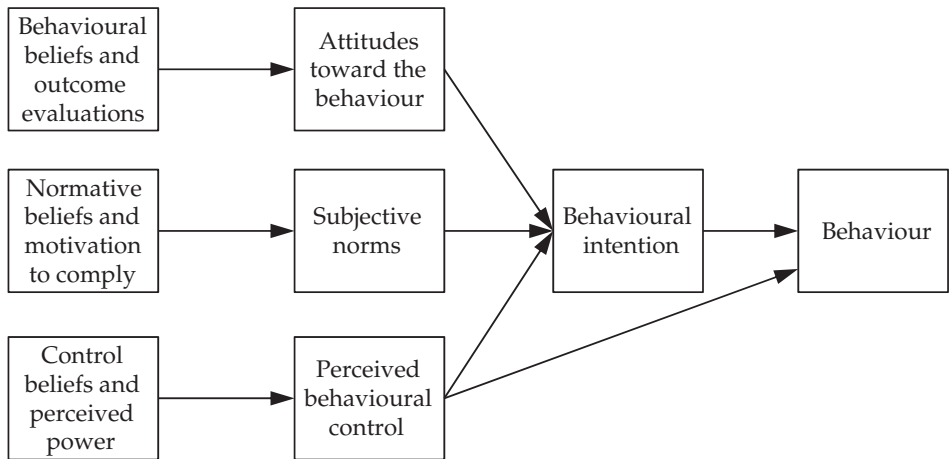 Behavioural
beliefs and
outcome
evaluations
Attitudes
toward the
behaviour
Normative
beliefs and
motivation
to comply
Subjective
norms
Behavioural
intention
Behaviour
Control
beliefs and
perceived
power
Perceived
behavioural
control